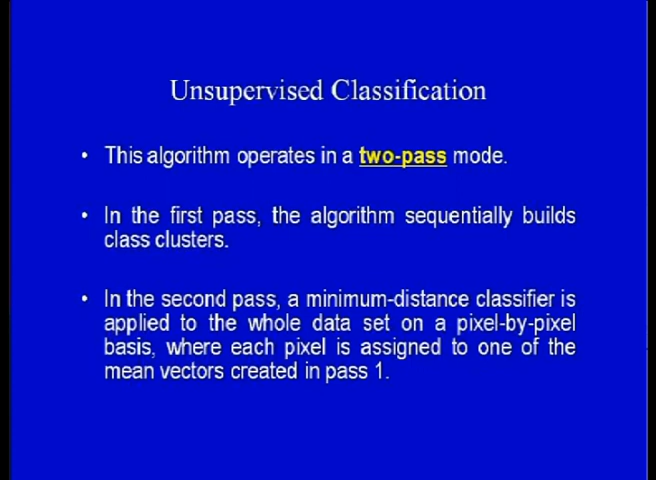 Unsupervised Classification
• This algorithm operates in a two-pass mode.
• In the first pass, the algorithm sequentially builds
class clusters.
• In the second pass, a minimum-distance classifier is
applied to the whole data set on a pixel-by-pixel
basis, where each pixel is assigned to one of the
mean vectors created in pass 1.